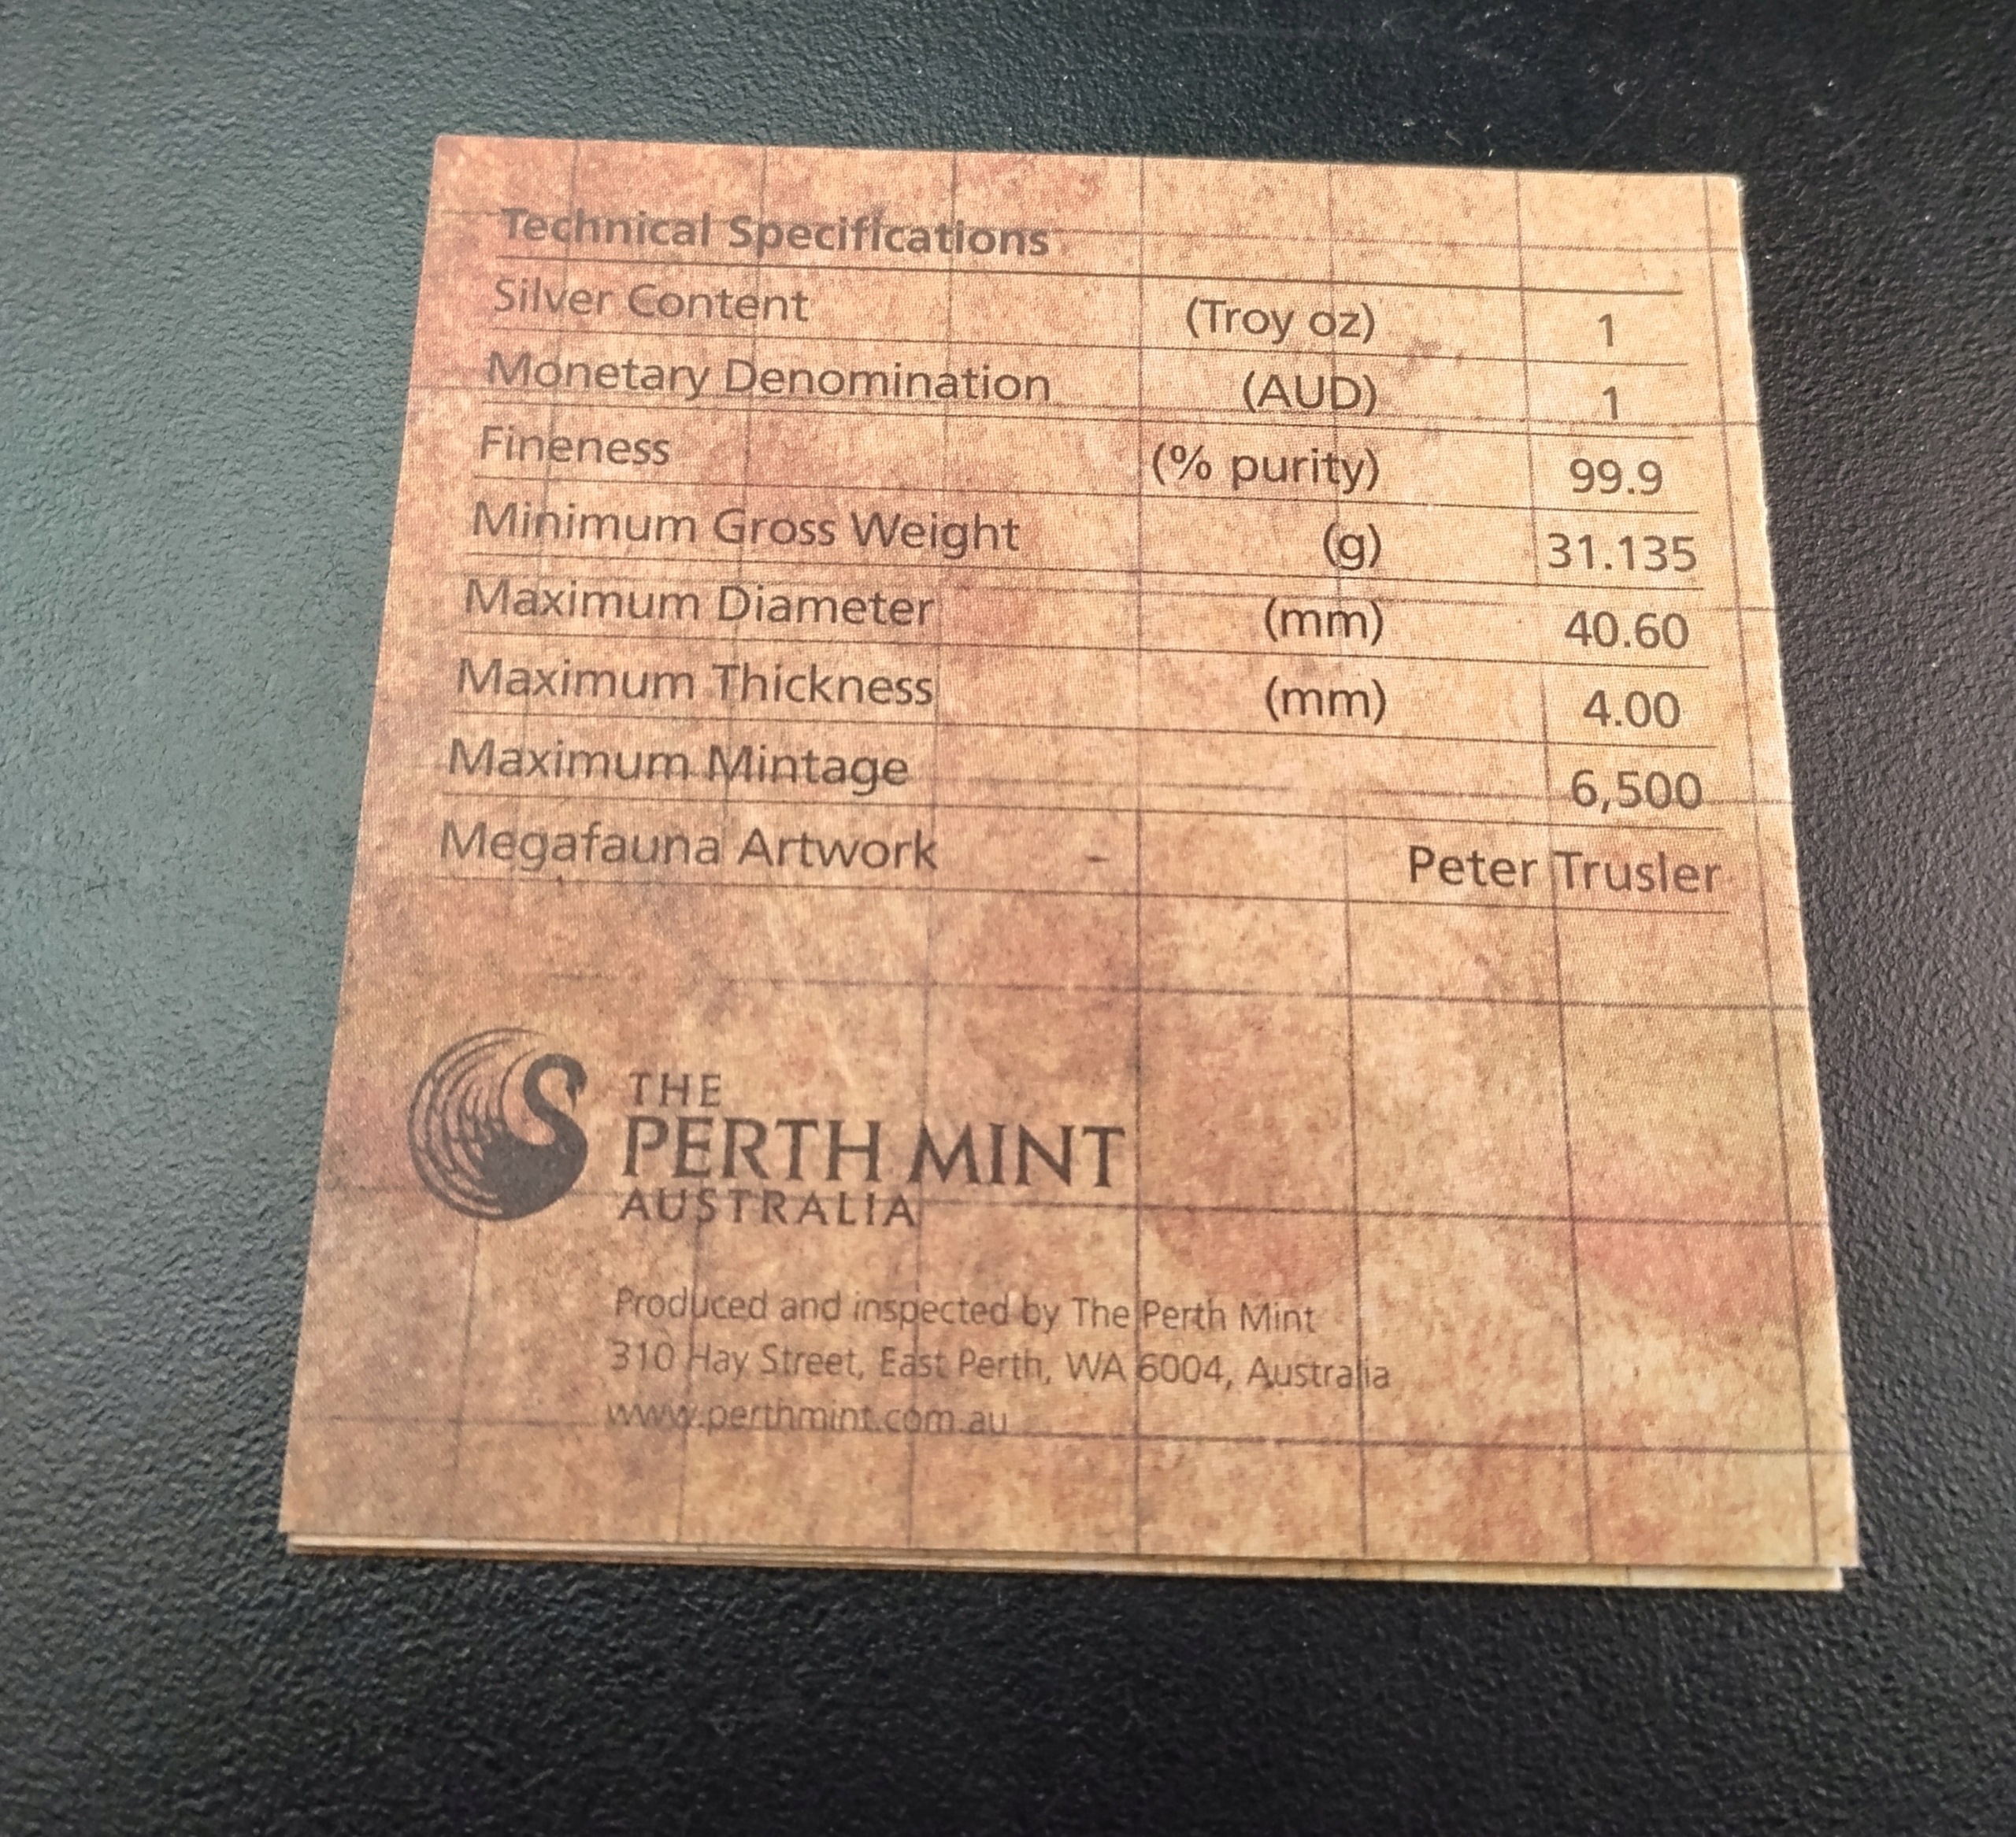 Technical Specifications
Silver Content (Troy oz) 1
Monetary Denomination (AUD) 1
Fineness (% purity) 99.9
Minimum Gross Weight (g) 31.135
Maximum Diameter (mm) 40.60
Maximum Thickness (mm) 4.00
Maximum Mintage 6,500
Megafauna Artwork - Peter Trusler
THE
PERTH MINT
AUSTRALIA
Produced and inspected by The Perth Mint
310 Hay Street, East Perth, WA 6004, Australia
www.perthmint.com.au